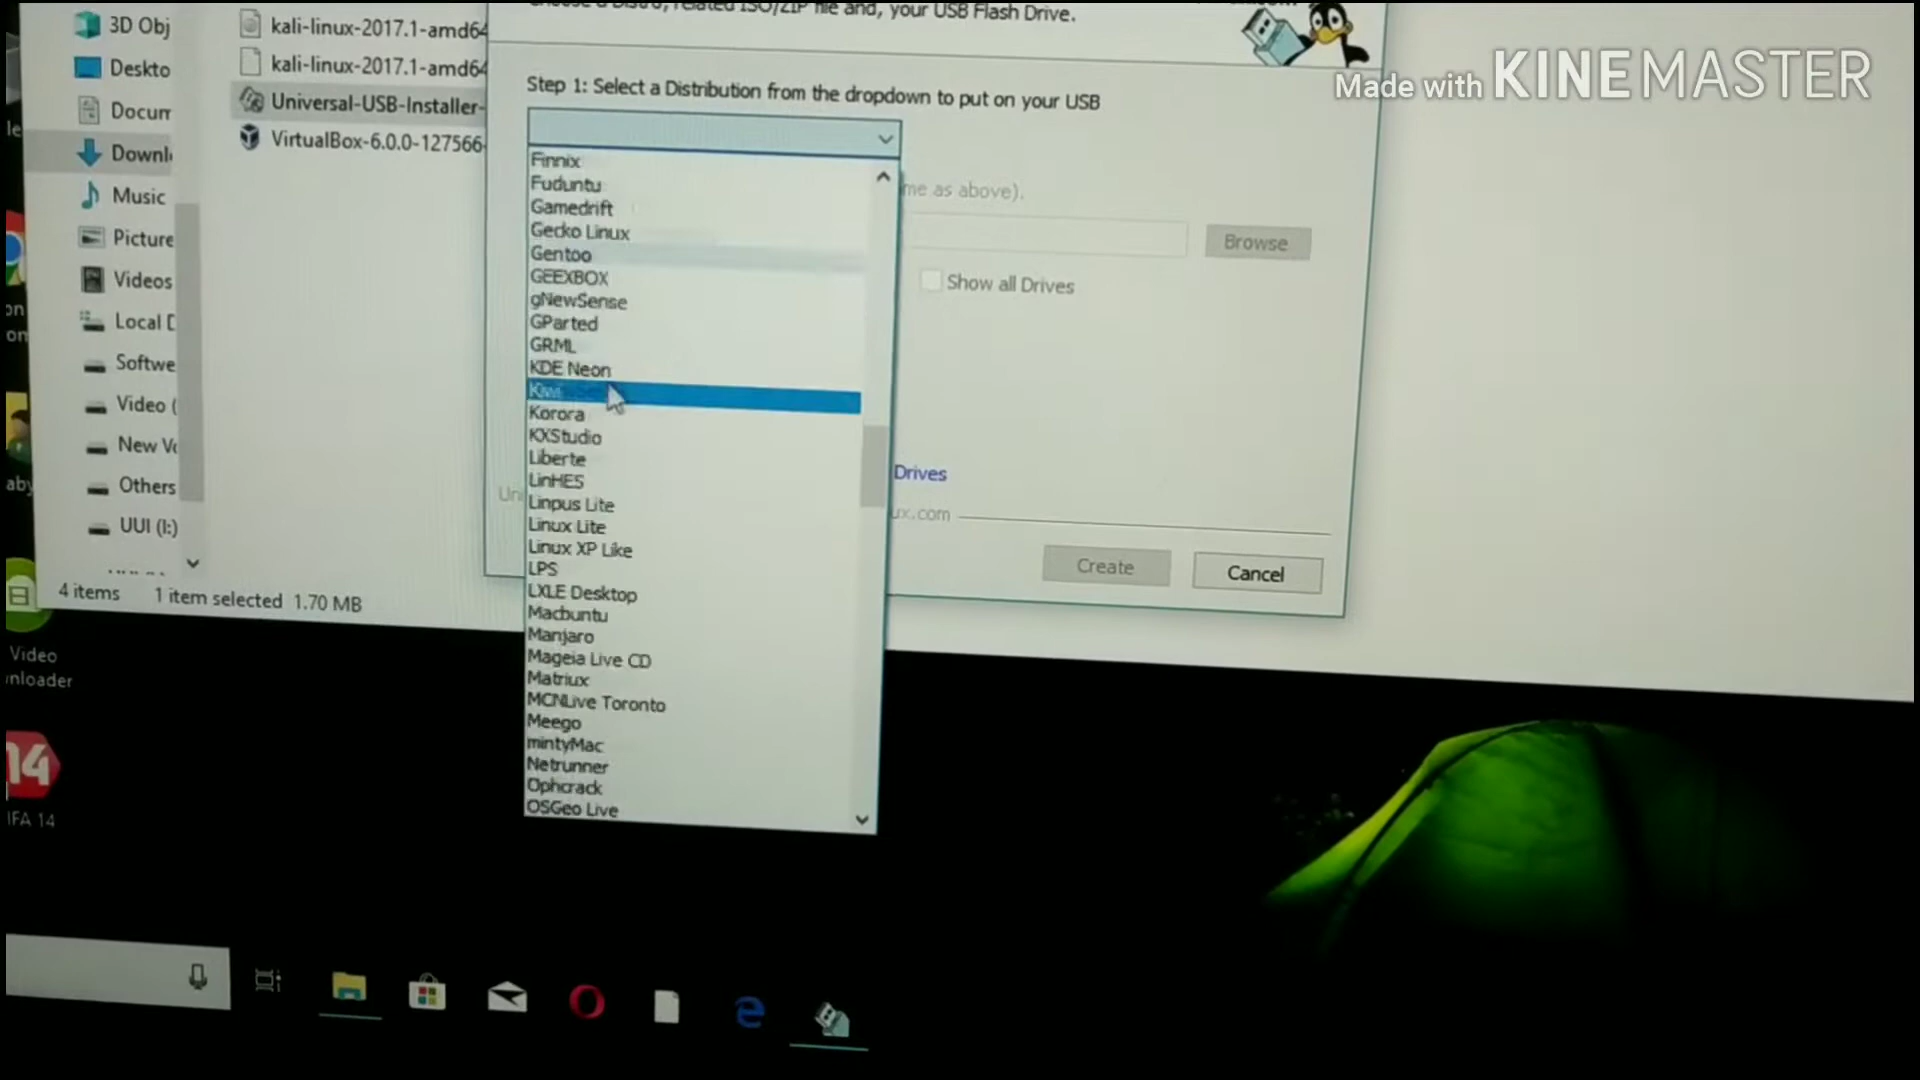 Choose a Distro, related ISO/ZIP file and, your USB Flash Drive.
Made with KINEMASTER
3D Obj
Deskto
Docum
Downl
Music
Picture
Videos
Local D
Softwe
Video (
New Vo
Others
UUI (I:)
4 items 1 item selected 1.70 MB
kali-linux-2017.1-amd64
kali-linux-2017.1-amd64
Universal-USB-Installer-
VirtualBox-6.0.0-127566-
Step 1: Select a Distribution from the dropdown to put on your USB
Finnix
Fuduntu
Gamedrift
Gecko Linux
Gentoo
GEEXBOX
gNewSense
GParted
GRML
KDE Neon
Kiwi
Korora
KXStudio
Liberte
LinHES
Linpus Lite
Linux Lite
Linux XP Like
LPS
LXLE Desktop
Macbuntu
Manjaro
Mageia Live CD
Matriux
MCNLive Toronto
Meego
mintyMac
Netrunner
Ophcrack
OSGeo Live
me as above).
Browse
Show all Drives
Drives
Uni
ux.com
Create
Cancel
le
on
on
aby
Video
nloader
14
IFA 14